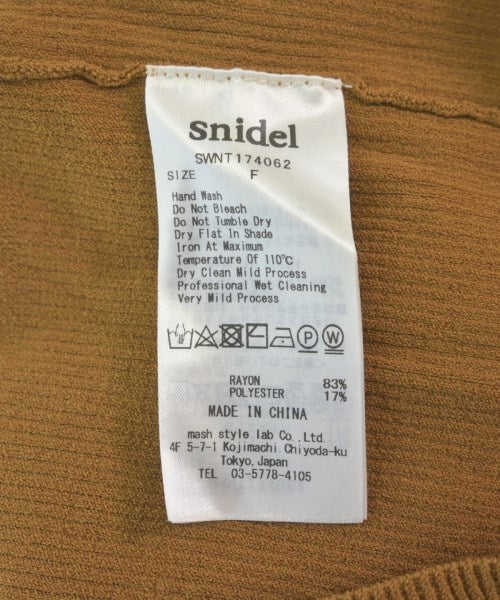 snidel
SWNT174062
SIZE F
Hand Wash
Do Not Bleach
Do Not Tumble Dry
Dry Flat In Shade
Iron At Maximum
Temperature Of 110℃
Dry Clean Mild Process
Professional Wet Cleaning
Very Mild Process
P W
RAYON 83%
POLYESTER 17%
MADE IN CHINA
mash style lab Co.,Ltd.
4F 5-7-1 Kojimachi Chiyoda-ku
Tokyo, Japan
TEL 03-5778-4105